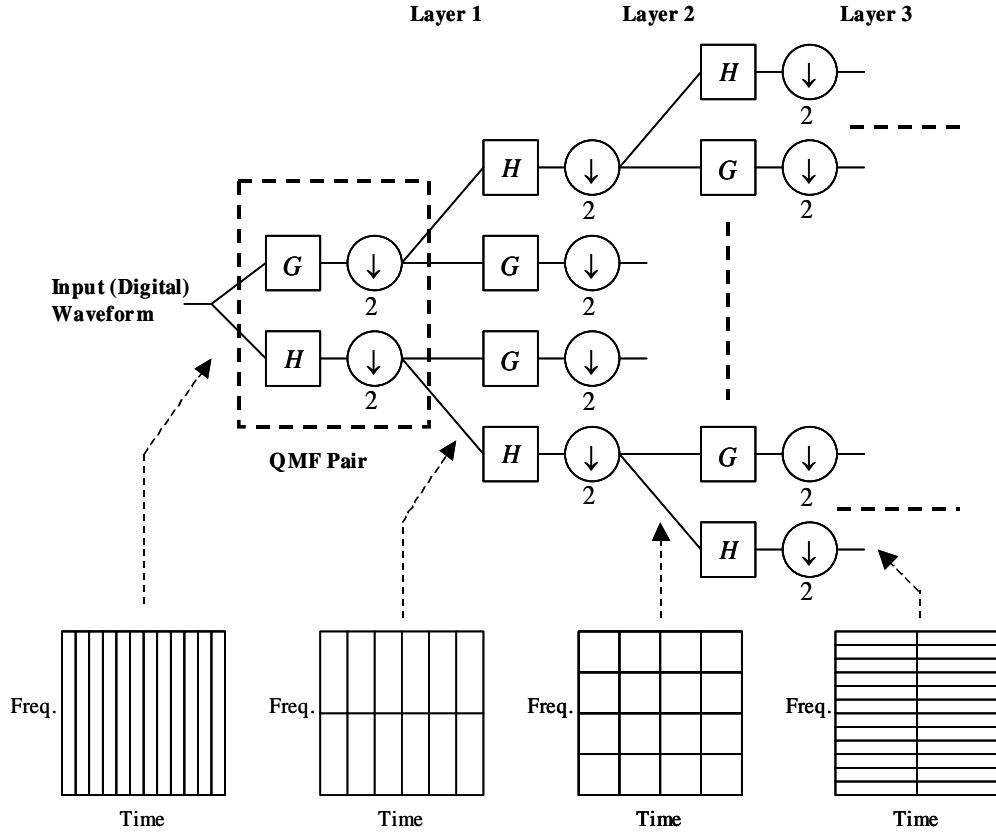 Layer 1 Layer 2 Layer 3
H ↓
2
H ↓ G ↓
2 2
G ↓ G ↓
2 2
Input (Digital)
Waveform
H ↓ G ↓
2 2
QMF Pair
H ↓ G ↓
2 2
H ↓
2
Freq. Freq. Freq. Freq.
Time Time Time Time